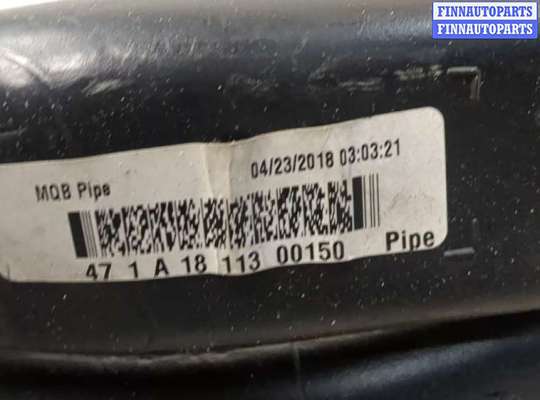 FINNAUTOPARTS
FINNAUTOPARTS
04/23/2018 03:03:21
MQB Pipe
47 1 A 18 113 00150 Pipe